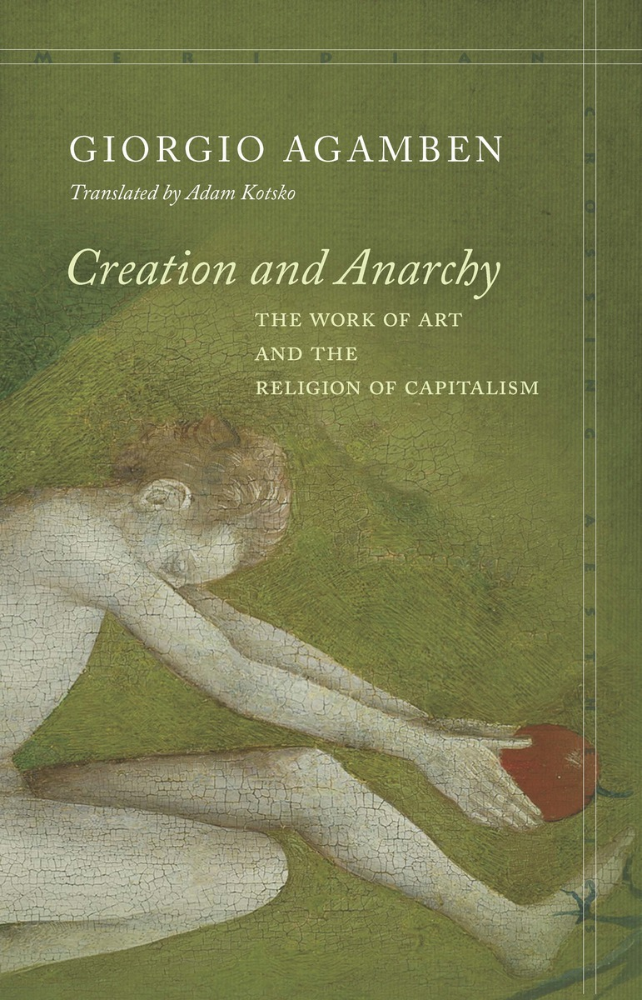 MERIDIAN
GIORGIO AGAMBEN
Translated by Adam Kotsko
Creation and Anarchy
THE WORK OF ART
AND THE
RELIGION OF CAPITALISM
CROSSING AESTHE